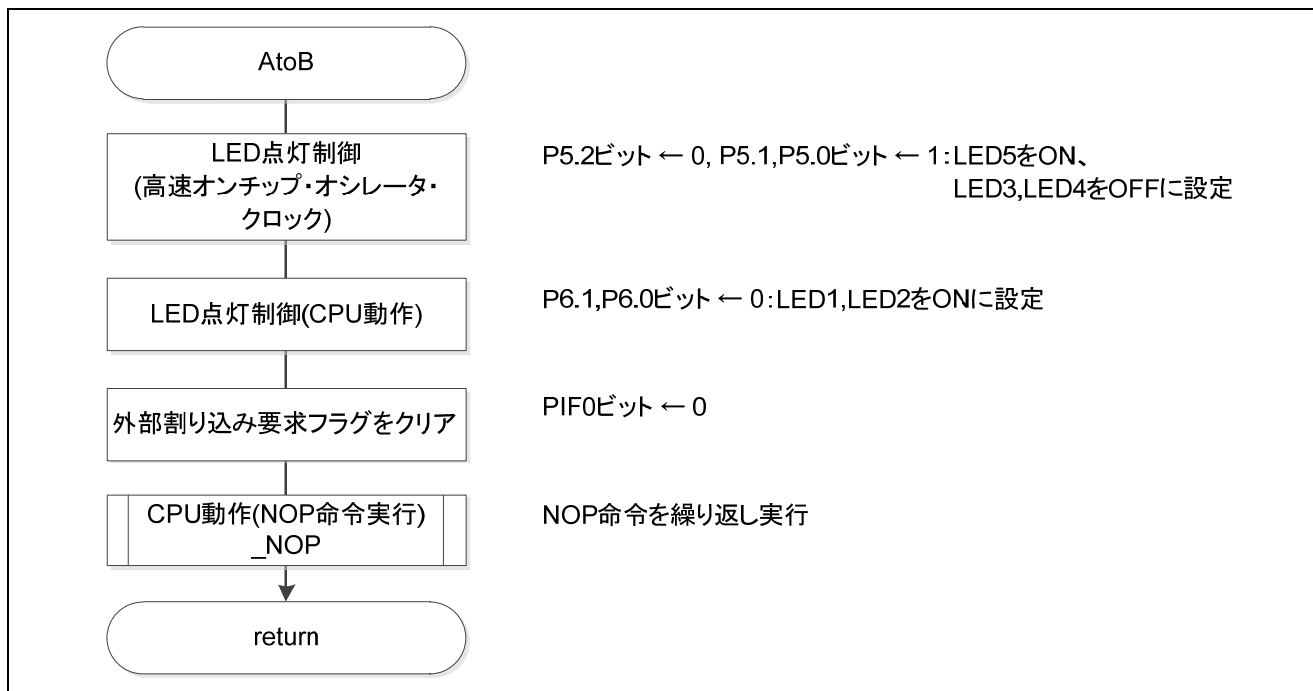 AtoB
LED点灯制御
(高速オンチップ・オシレータ・
クロック)
P5.2ビット ← 0, P5.1,P5.0ビット ← 1:LED5をON、
LED3,LED4をOFFに設定
LED点灯制御(CPU動作)
P6.1,P6.0ビット ← 0:LED1,LED2をONに設定
外部割り込み要求フラグをクリア
PIF0ビット ← 0
CPU動作(NOP命令実行)
_NOP
NOP命令を繰り返し実行
return